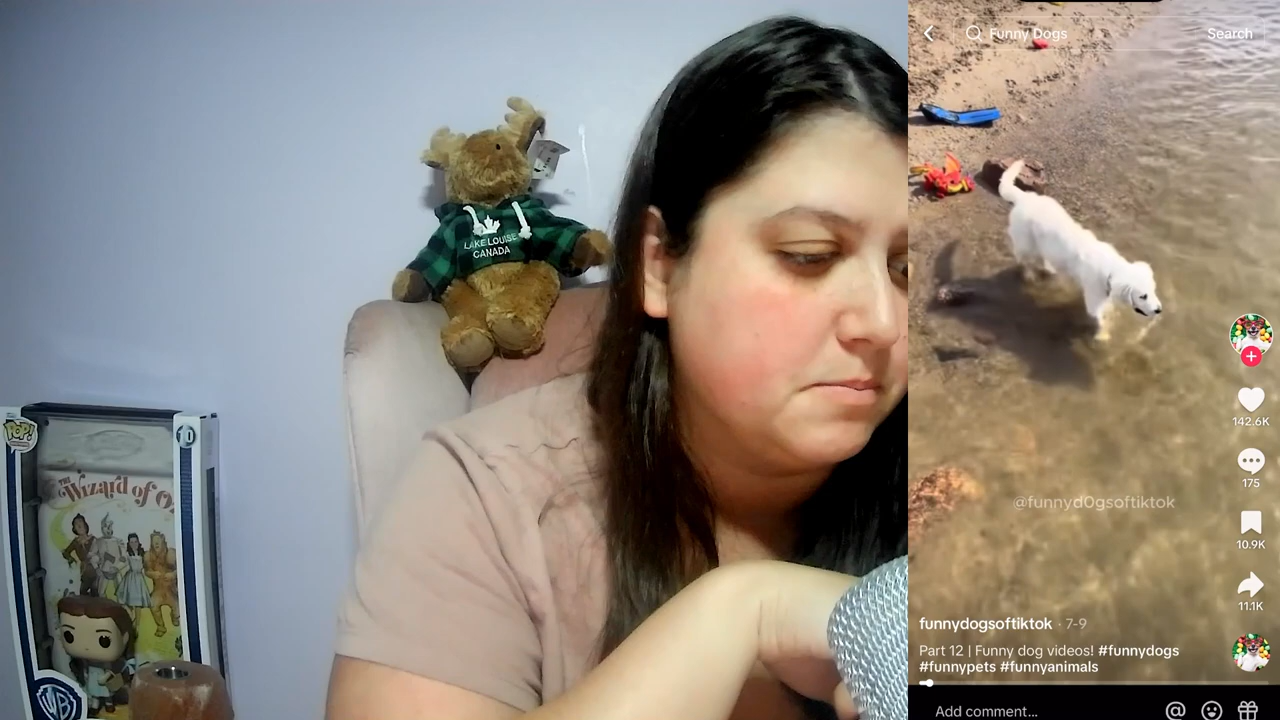 LAKE LOUISE
CANADA
POP!
10
THE
Wizard of
WB
Funny Dogs
Search
142.6K
175
10.9K
11.1K
@funnyd0gsoftiktok
funnydogsoftiktok · 7-9
Part 12 | Funny dog videos! #funnydogs
#funnypets #funnyanimals
Add comment...